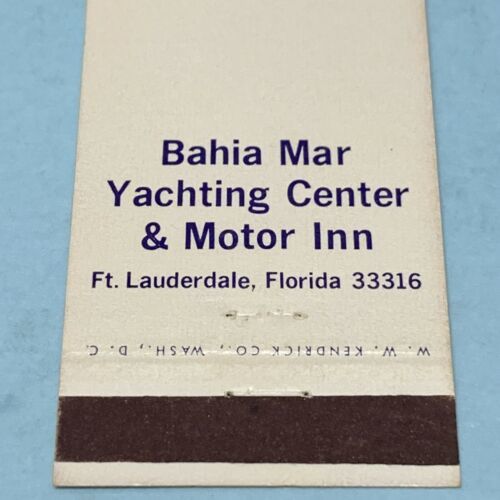 Bahia Mar
Yachting Center
& Motor Inn
Ft. Lauderdale, Florida 33316
W. W. KENDRICK CO., WASH., D. C.